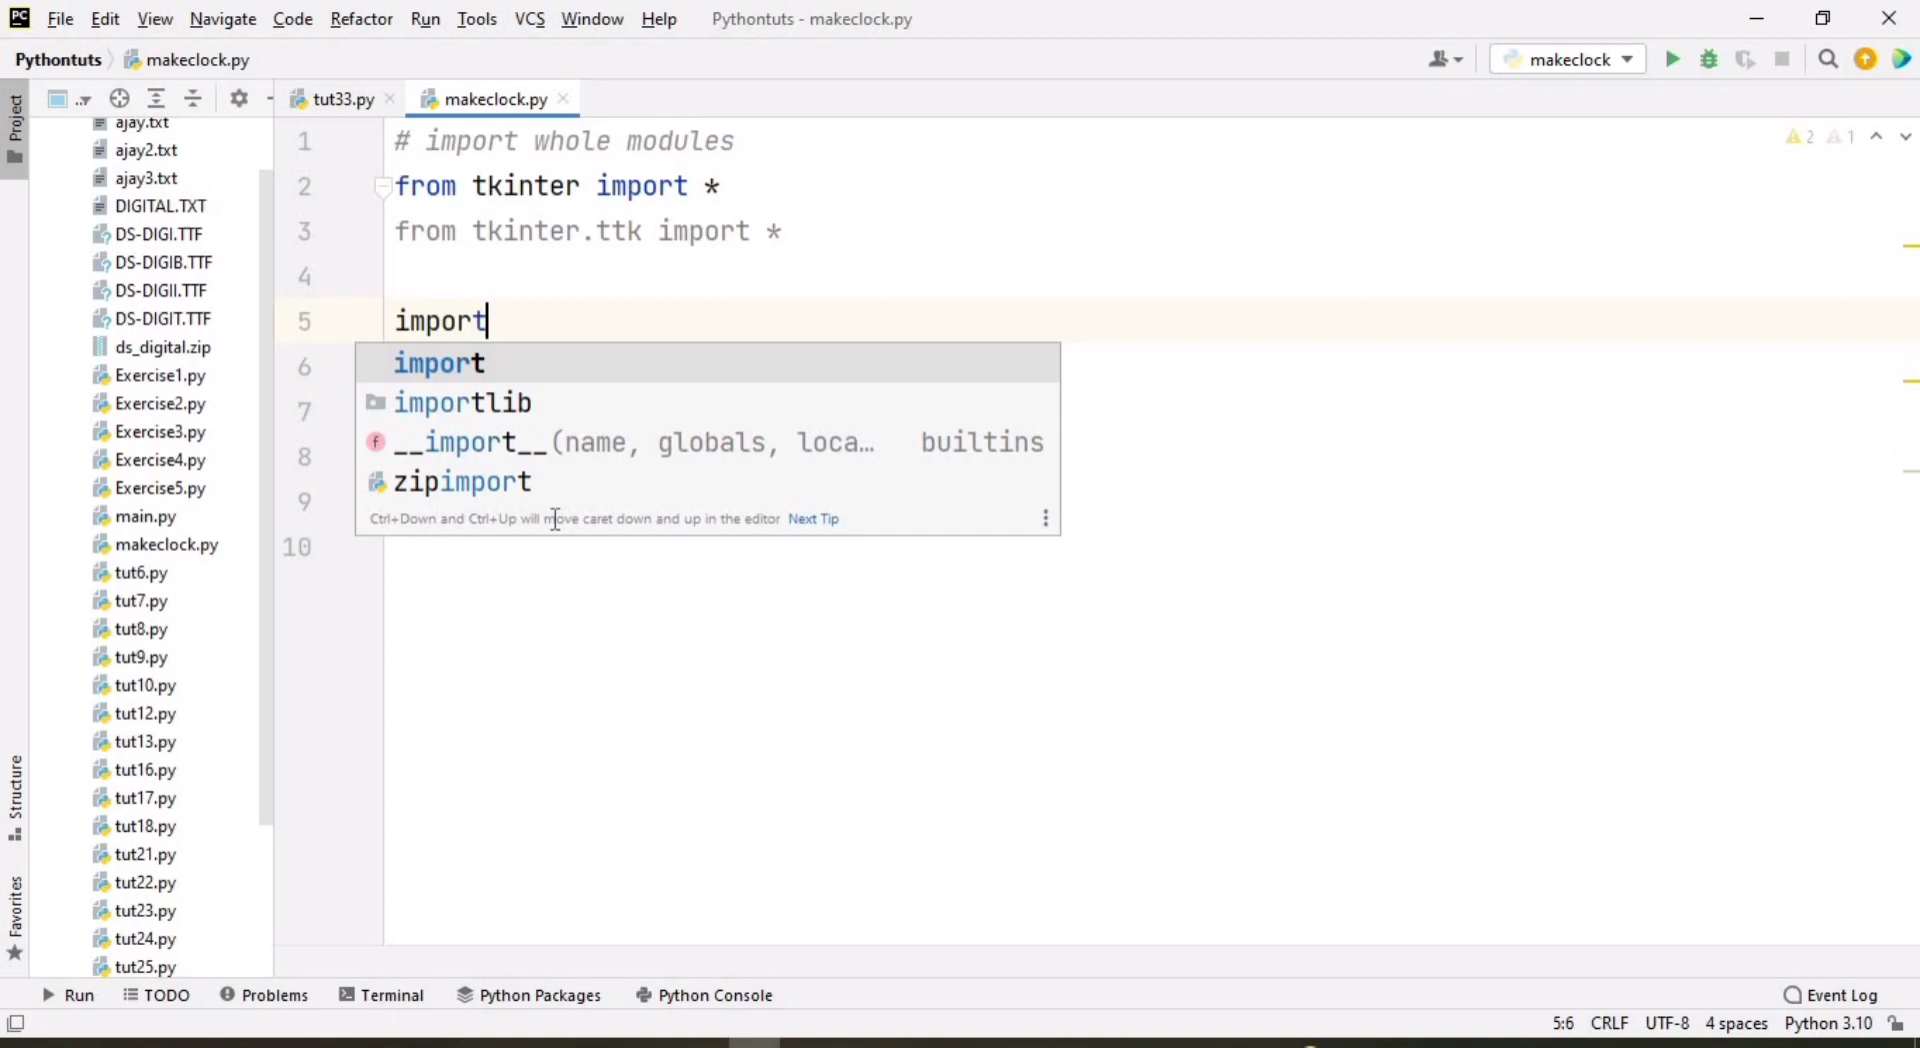 PC File Edit View Navigate Code Refactor Run Tools VCS Window Help Pythontuts - makeclock.py
Pythontuts makeclock.py makeclock
.. tut33.py makeclock.py
Project
Structure
Favorites
ajay.txt
ajay2.txt
ajay3.txt
DIGITAL.TXT
DS-DIGI.TTF
DS-DIGIB.TTF
DS-DIGII.TTF
DS-DIGIT.TTF
ds_digital.zip
Exercise1.py
Exercise2.py
Exercise3.py
Exercise4.py
Exercise5.py
main.py
makeclock.py
tut6.py
tut7.py
tut8.py
tut9.py
tut10.py
tut12.py
tut13.py
tut16.py
tut17.py
tut18.py
tut21.py
tut22.py
tut23.py
tut24.py
tut25.py
1 # import whole modules
2 from tkinter import *
3 from tkinter.ttk import *
4
5 import
6
7
8
9
10
2 1
import
importlib
f __import__(name, globals, loca… builtins
zipimport
Ctrl+Down and Ctrl+Up will move caret down and up in the editor Next Tip
Run TODO Problems Terminal Python Packages Python Console Event Log
5:6 CRLF UTF-8 4 spaces Python 3.10